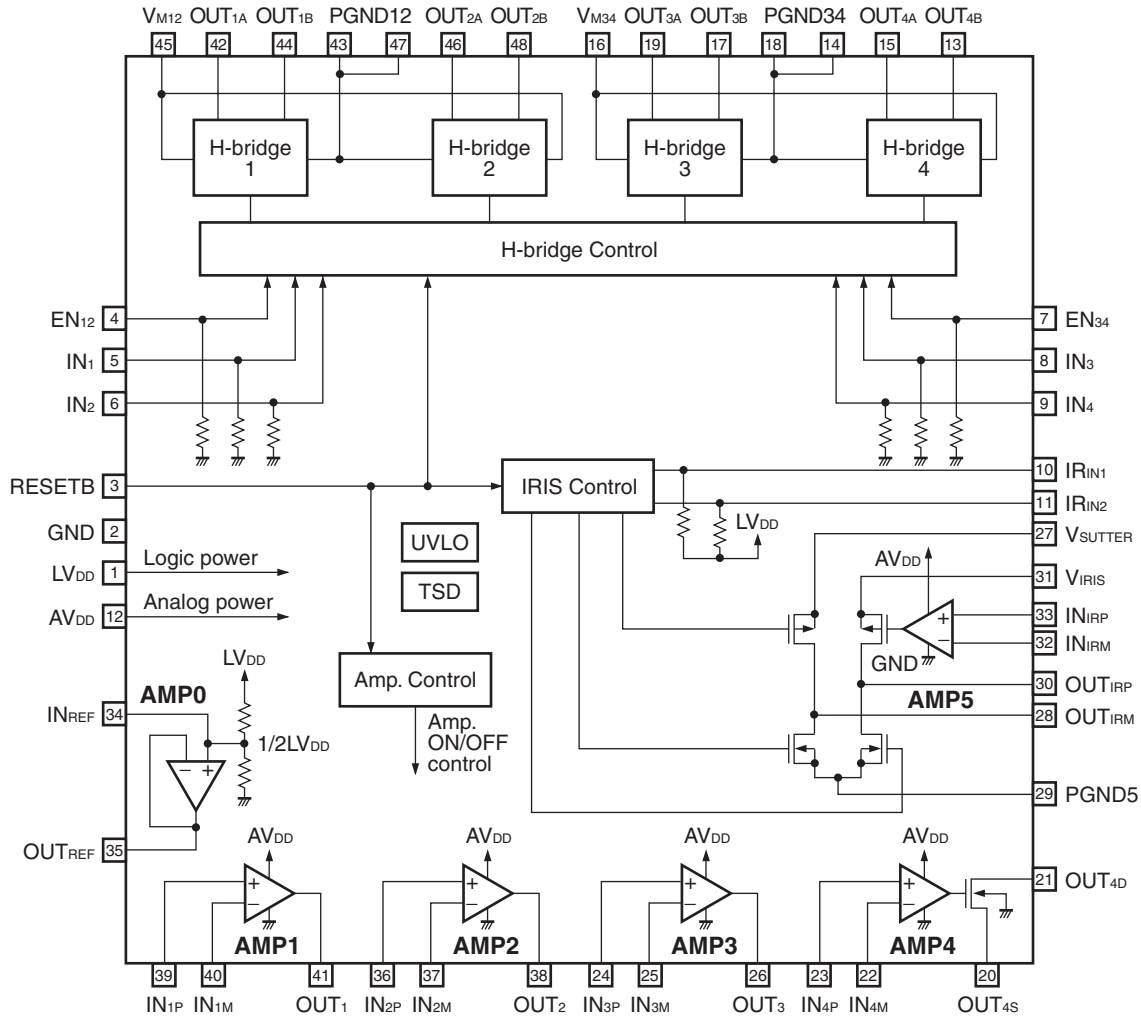 VM12 OUT1A OUT1B PGND12 OUT2A OUT2B VM34 OUT3A OUT3B PGND34 OUT4A OUT4B
45 42 44 43 47 46 48 16 19 17 18 14 15 13
H-bridge 1
H-bridge 2
H-bridge 3
H-bridge 4
H-bridge Control
EN12 4
IN1 5
IN2 6
7 EN34
8 IN3
9 IN4
RESETB 3
GND 2
LVDD 1 Logic power
AVDD 12 Analog power
UVLO
TSD
IRIS Control
LVDD
10 IRIN1
11 IRIN2
27 VSUTTER
31 VIRIS
33 INIRP
32 INIRM
30 OUTIRP
28 OUTIRM
29 PGND5
AVDD
+
−
GND
AMP5
Amp. Control
Amp.
ON/OFF
control
LVDD
AMP0
INREF 34
1/2LVDD
− +
OUTREF 35
AVDD AVDD AVDD AVDD
+ + + +
− − − −
AMP1 AMP2 AMP3 AMP4
21 OUT4D
39 40 41 36 37 38 24 25 26 23 22 20
IN1P IN1M OUT1 IN2P IN2M OUT2 IN3P IN3M OUT3 IN4P IN4M OUT4S